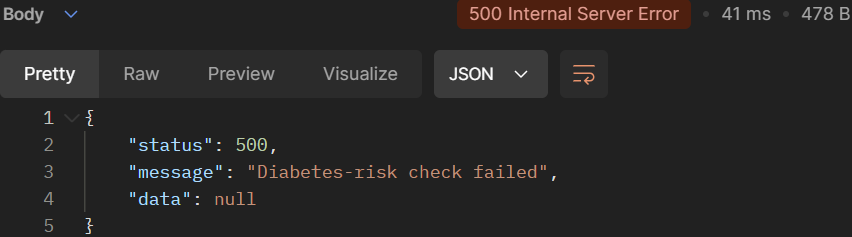 Body 500 Internal Server Error • 41 ms • 478 B
Pretty Raw Preview Visualize JSON
1 {
2 "status": 500,
3 "message": "Diabetes-risk check failed",
4 "data": null
5 }